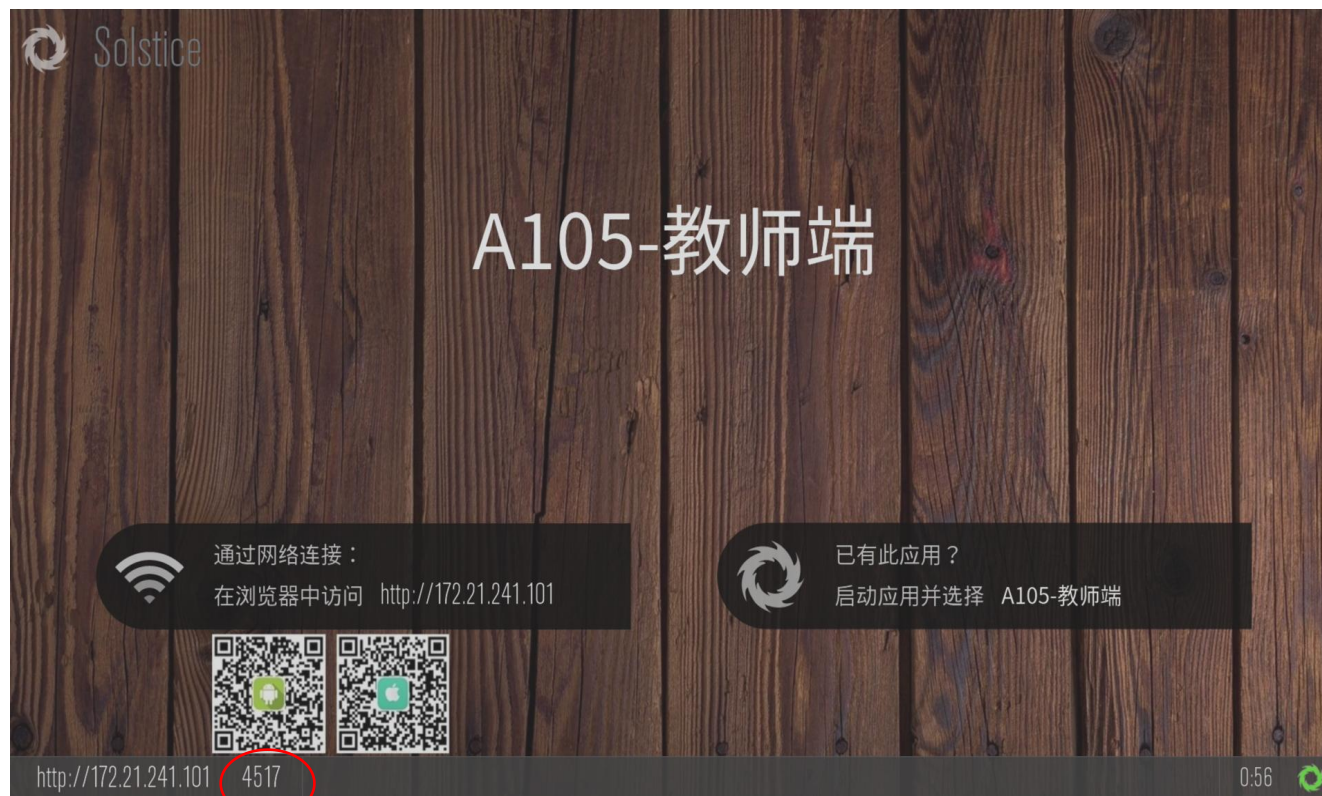 Solstice
A105-教师端
通过网络连接：
在浏览器中访问 http://172.21.241.101
已有此应用？
启动应用并选择 A105-教师端
http://172.21.241.101 4517
0:56